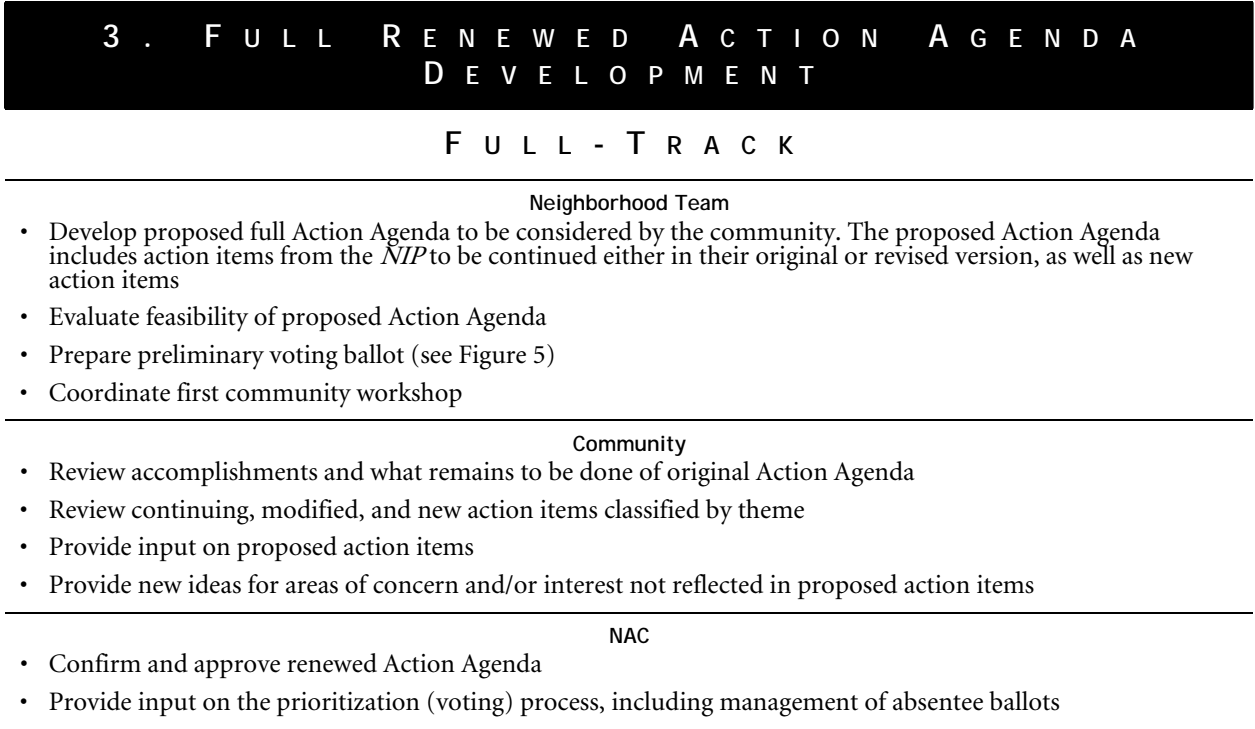 3. FULL RENEWED ACTION AGENDA
DEVELOPMENT
FULL-TRACK
Neighborhood Team
• Develop proposed full Action Agenda to be considered by the community. The proposed Action Agenda
includes action items from the NIP to be continued either in their original or revised version, as well as new
action items
• Evaluate feasibility of proposed Action Agenda
• Prepare preliminary voting ballot (see Figure 5)
• Coordinate first community workshop
Community
• Review accomplishments and what remains to be done of original Action Agenda
• Review continuing, modified, and new action items classified by theme
• Provide input on proposed action items
• Provide new ideas for areas of concern and/or interest not reflected in proposed action items
NAC
• Confirm and approve renewed Action Agenda
• Provide input on the prioritization (voting) process, including management of absentee ballots